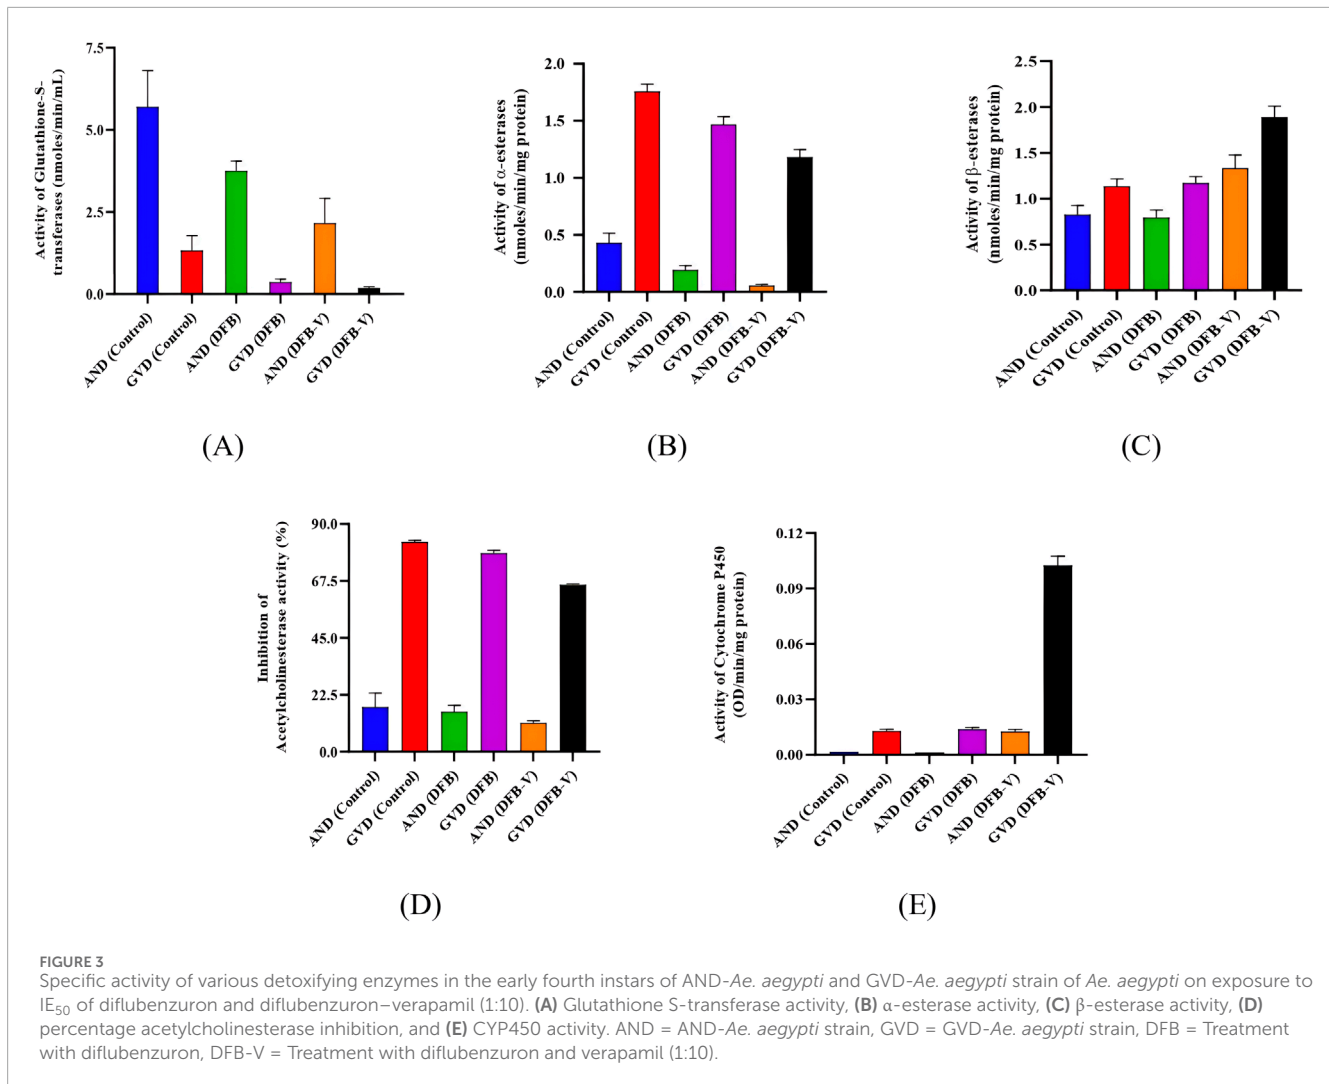 Activity of Glutathione-S-
transferases (nmoles/min/mL)
7.5
5.0
2.5
0.0
AND (Control)
GVD (Control)
AND (DFB)
GVD (DFB)
AND (DFB-V)
GVD (DFB-V)
(A)
Activity of α-esterases
(nmoles/min/mg protein)
2.0
1.5
1.0
0.5
0.0
AND (Control)
GVD (Control)
AND (DFB)
GVD (DFB)
AND (DFB-V)
GVD (DFB-V)
(B)
Activity of β-esterases
(nmoles/min/mg protein)
2.5
2.0
1.5
1.0
0.5
0.0
AND (Control)
GVD (Control)
AND (DFB)
GVD (DFB)
AND (DFB-V)
GVD (DFB-V)
(C)
Inhibition of
Acetylcholinesterase activity (%)
90.0
67.5
45.0
22.5
0.0
AND (Control)
GVD (Control)
AND (DFB)
GVD (DFB)
AND (DFB-V)
GVD (DFB-V)
(D)
Activity of Cytochrome P450
(OD/min/mg protein)
0.12
0.09
0.06
0.03
0.00
AND (Control)
GVD (Control)
AND (DFB)
GVD (DFB)
AND (DFB-V)
GVD (DFB-V)
(E)
FIGURE 3
Specific activity of various detoxifying enzymes in the early fourth instars of AND-Ae. aegypti and GVD-Ae. aegypti strain of Ae. aegypti on exposure to
IE₅₀ of diflubenzuron and diflubenzuron–verapamil (1:10). (A) Glutathione S-transferase activity, (B) α-esterase activity, (C) β-esterase activity, (D)
percentage acetylcholinesterase inhibition, and (E) CYP450 activity. AND = AND-Ae. aegypti strain, GVD = GVD-Ae. aegypti strain, DFB = Treatment
with diflubenzuron, DFB-V = Treatment with diflubenzuron and verapamil (1:10).